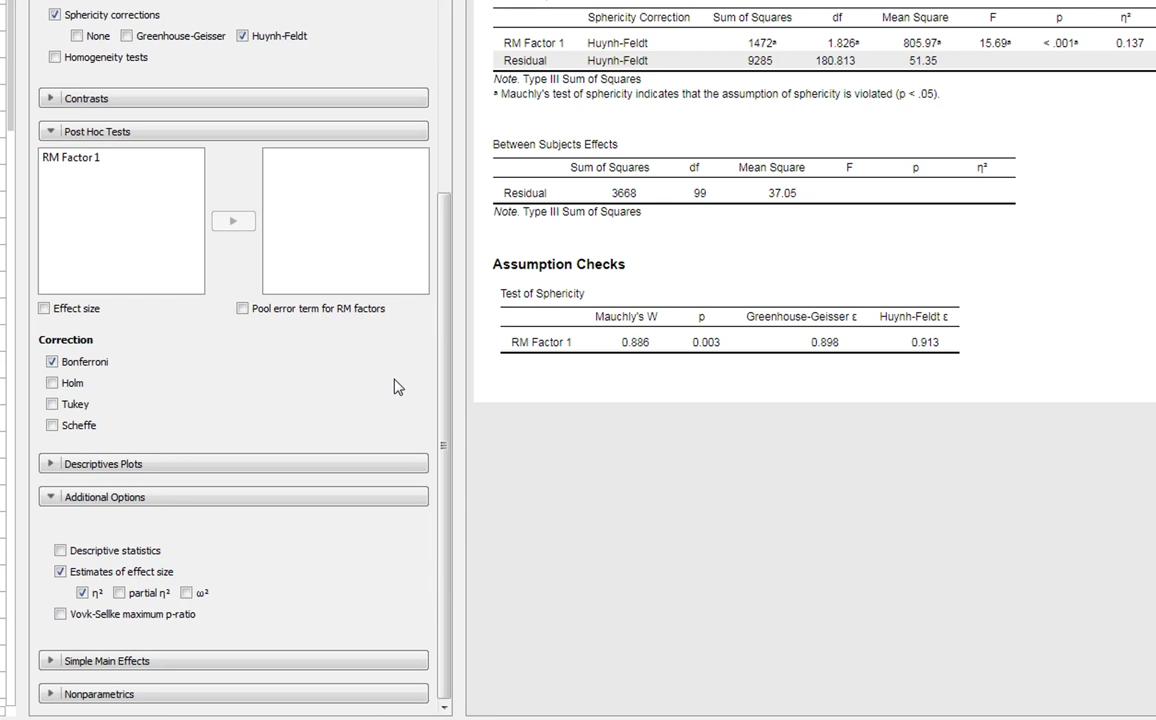 Sphericity corrections
None Greenhouse-Geisser Huynh-Feldt
Homogeneity tests
Contrasts
Post Hoc Tests
RM Factor 1
Effect size Pool error term for RM factors
Correction
Bonferroni
Holm
Tukey
Scheffe
Descriptives Plots
Additional Options
Descriptive statistics
Estimates of effect size
η² partial η² ω²
Vovk-Sellke maximum p-ratio
Simple Main Effects
Nonparametrics
Sphericity Correction Sum of Squares df Mean Square F p η²
RM Factor 1 Huynh-Feldt 1472ᵃ 1.826ᵃ 805.97ᵃ 15.69ᵃ < .001ᵃ 0.137
Residual Huynh-Feldt 9285 180.813 51.35
Note. Type III Sum of Squares
ᵃ Mauchly's test of sphericity indicates that the assumption of sphericity is violated (p < .05).
Between Subjects Effects
Sum of Squares df Mean Square F p η²
Residual 3668 99 37.05
Note. Type III Sum of Squares
Assumption Checks
Test of Sphericity
Mauchly's W p Greenhouse-Geisser ε Huynh-Feldt ε
RM Factor 1 0.886 0.003 0.898 0.913